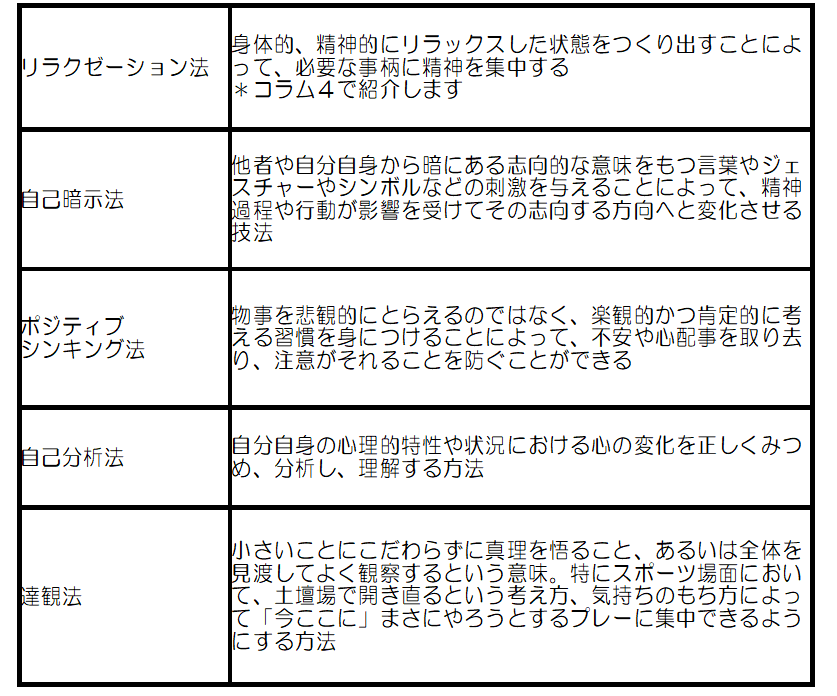 リラクゼーション法
身体的、精神的にリラックスした状態をつくり出すことによ
って、必要な事柄に精神を集中する
＊コラム４で紹介します
自己暗示法
他者や自分自身から暗にある志向的な意味をもつ言葉やジェ
スチャーやシンボルなどの刺激を与えることによって、精神
過程や行動が影響を受けてその志向する方向へと変化させる
技法
ポジティブ
シンキング法
物事を悲観的にとらえるのではなく、楽観的かつ肯定的に考
える習慣を身につけることによって、不安や心配事を取り去
り、注意がそれることを防ぐことができる
自己分析法
自分自身の心理的特性や状況における心の変化を正しくみつ
め、分析し、理解する方法
達観法
小さいことにこだわらずに真理を悟ること、あるいは全体を
見渡してよく観察するという意味。特にスポーツ場面におい
て、土壇場で開き直るという考え方、気持ちのもち方によっ
て「今ここに」まさにやろうとするプレーに集中できるよう
にする方法